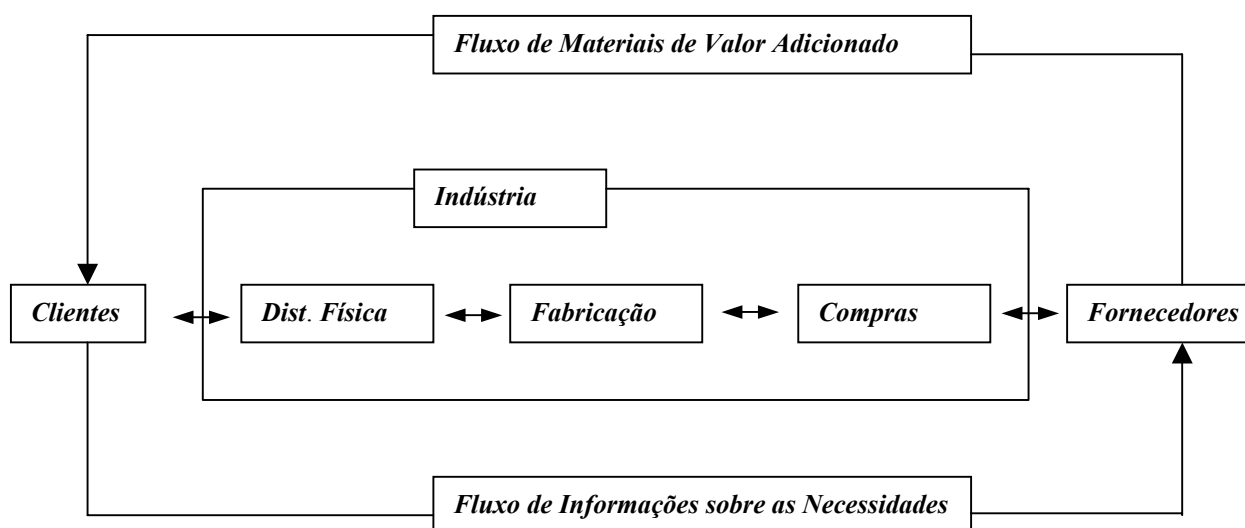 Fluxo de Materiais de Valor Adicionado
Indústria
Clientes
Dist. Física
Fabricação
Compras
Fornecedores
Fluxo de Informações sobre as Necessidades